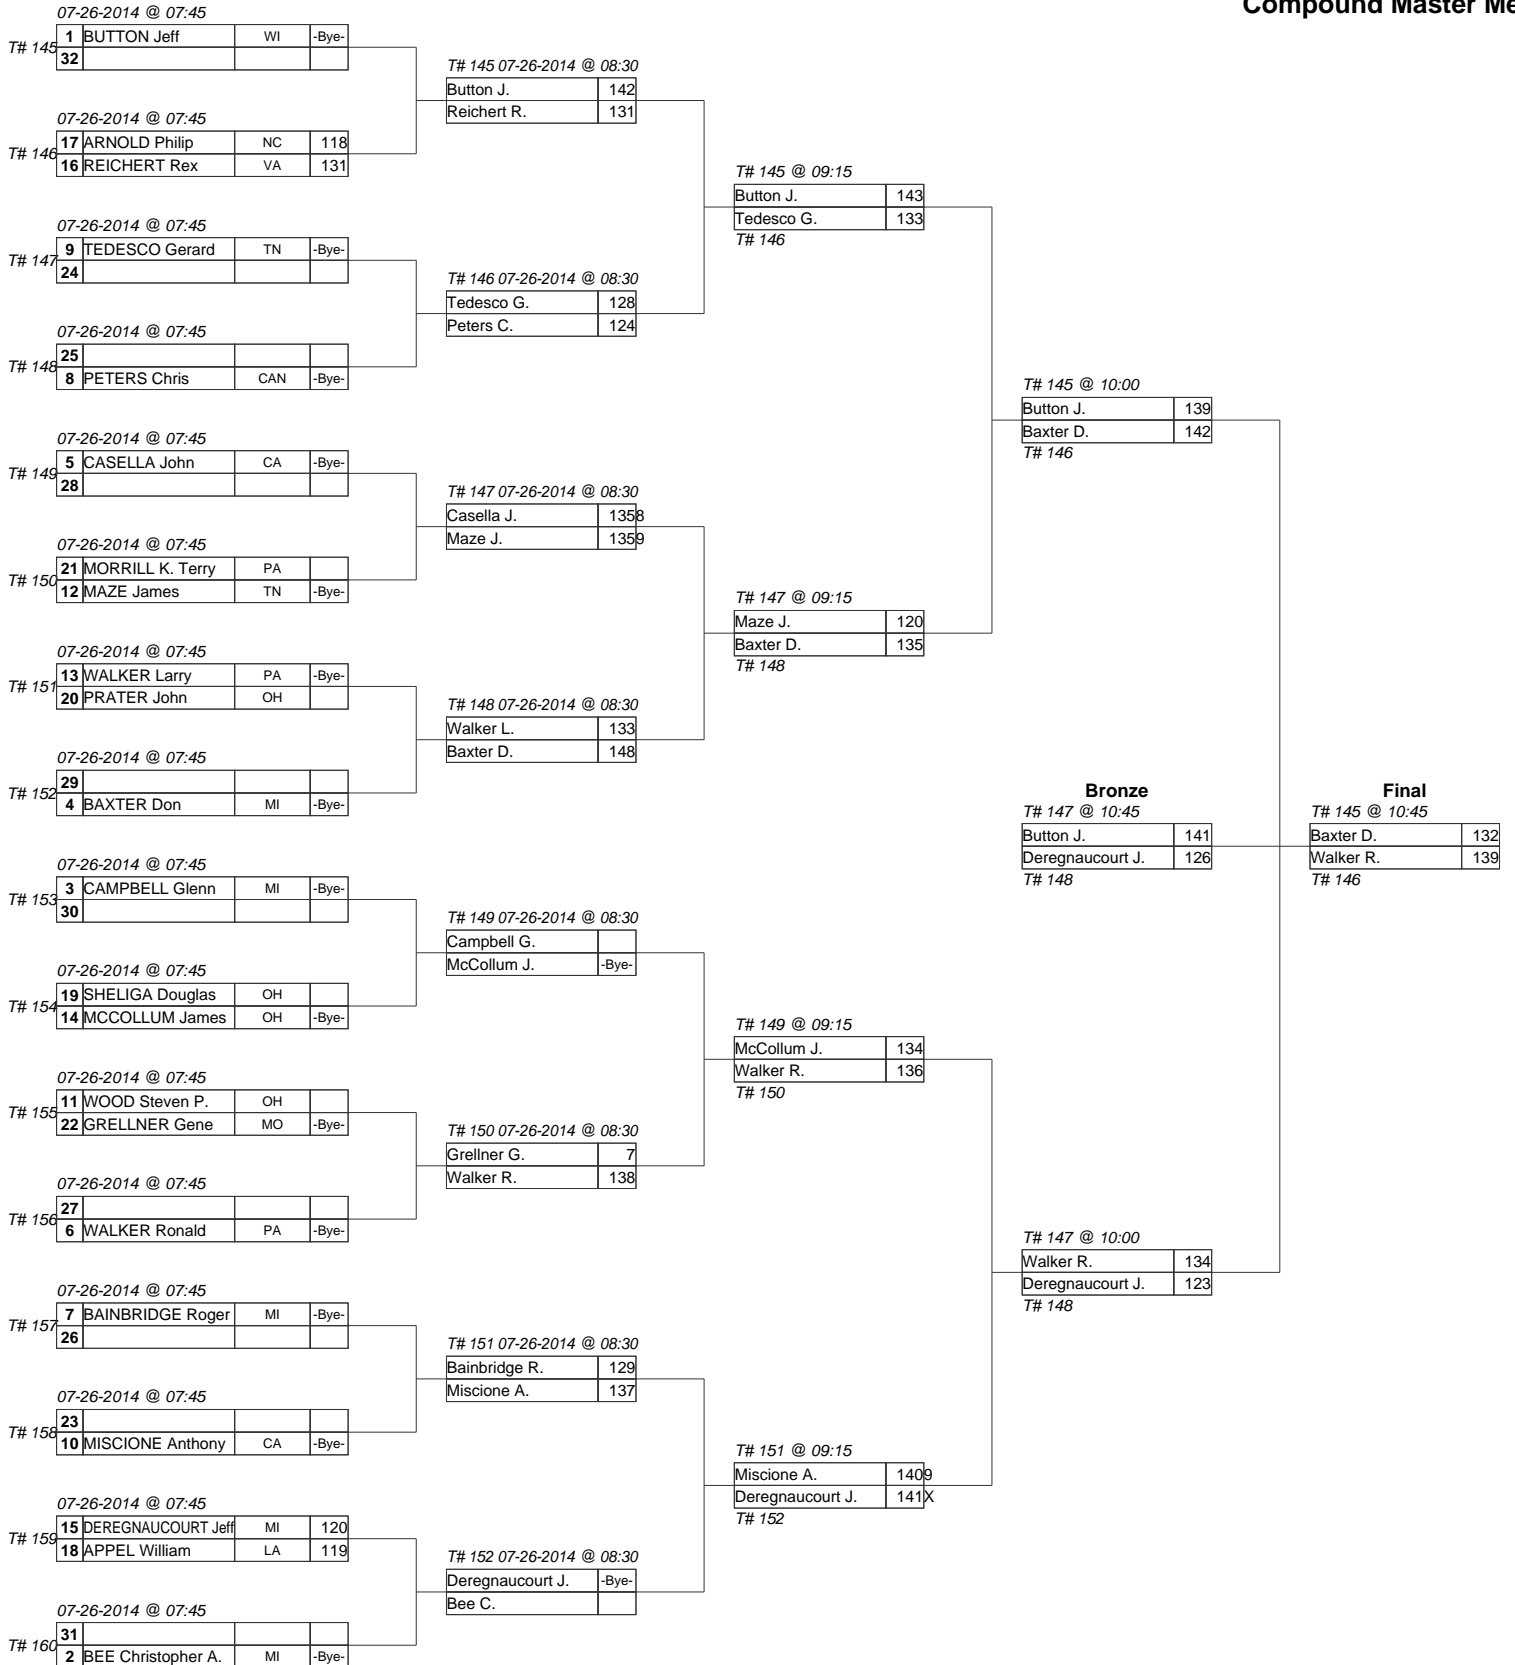 Compound Master Me
07-26-2014 @ 07:45
T# 145
1 BUTTON Jeff WI -Bye-
32
07-26-2014 @ 07:45
T# 146
17 ARNOLD Philip NC 118
16 REICHERT Rex VA 131
07-26-2014 @ 07:45
T# 147
9 TEDESCO Gerard TN -Bye-
24
07-26-2014 @ 07:45
T# 148
25
8 PETERS Chris CAN -Bye-
07-26-2014 @ 07:45
T# 149
5 CASELLA John CA -Bye-
28
07-26-2014 @ 07:45
T# 150
21 MORRILL K. Terry PA
12 MAZE James TN -Bye-
07-26-2014 @ 07:45
T# 151
13 WALKER Larry PA -Bye-
20 PRATER John OH
07-26-2014 @ 07:45
T# 152
29
4 BAXTER Don MI -Bye-
07-26-2014 @ 07:45
T# 153
3 CAMPBELL Glenn MI -Bye-
30
07-26-2014 @ 07:45
T# 154
19 SHELIGA Douglas OH
14 MCCOLLUM James OH -Bye-
07-26-2014 @ 07:45
T# 155
11 WOOD Steven P. OH
22 GRELLNER Gene MO -Bye-
07-26-2014 @ 07:45
T# 156
27
6 WALKER Ronald PA -Bye-
07-26-2014 @ 07:45
T# 157
7 BAINBRIDGE Roger MI -Bye-
26
07-26-2014 @ 07:45
T# 158
23
10 MISCIONE Anthony CA -Bye-
07-26-2014 @ 07:45
T# 159
15 DEREGNAUCOURT Jeff MI 120
18 APPEL William LA 119
07-26-2014 @ 07:45
T# 160
31
2 BEE Christopher A. MI -Bye-
T# 145 07-26-2014 @ 08:30
Button J. 142
Reichert R. 131
T# 146 07-26-2014 @ 08:30
Tedesco G. 128
Peters C. 124
T# 147 07-26-2014 @ 08:30
Casella J. 1358
Maze J. 1359
T# 148 07-26-2014 @ 08:30
Walker L. 133
Baxter D. 148
T# 149 07-26-2014 @ 08:30
Campbell G.
McCollum J. -Bye-
T# 150 07-26-2014 @ 08:30
Grellner G. 7
Walker R. 138
T# 151 07-26-2014 @ 08:30
Bainbridge R. 129
Miscione A. 137
T# 152 07-26-2014 @ 08:30
Deregnaucourt J. -Bye-
Bee C.
T# 145 @ 09:15
Button J. 143
Tedesco G. 133
T# 146
T# 147 @ 09:15
Maze J. 120
Baxter D. 135
T# 148
T# 149 @ 09:15
McCollum J. 134
Walker R. 136
T# 150
T# 151 @ 09:15
Miscione A. 1409
Deregnaucourt J. 141X
T# 152
T# 145 @ 10:00
Button J. 139
Baxter D. 142
T# 146
Bronze
T# 147 @ 10:45
Button J. 141
Deregnaucourt J. 126
T# 148
T# 147 @ 10:00
Walker R. 134
Deregnaucourt J. 123
T# 148
Final
T# 145 @ 10:45
Baxter D. 132
Walker R. 139
T# 146